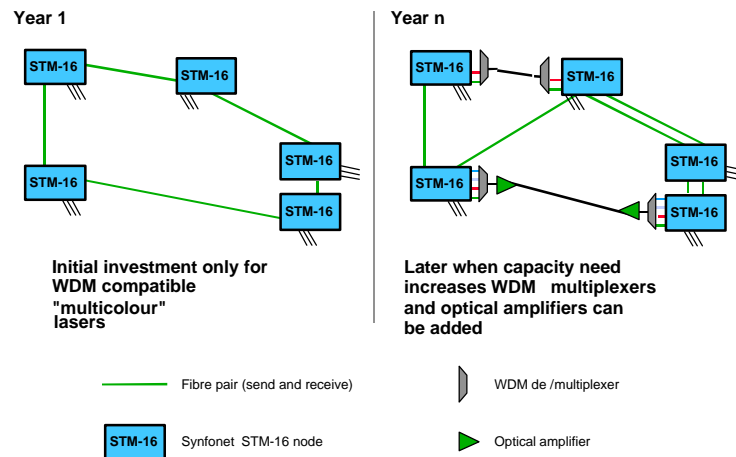 Year 1
Year n
STM-16
STM-16
STM-16
STM-16
STM-16
STM-16
STM-16
STM-16
STM-16
STM-16
Initial investment only for
WDM compatible
"multicolour"
lasers
Later when capacity need
increases WDM multiplexers
and optical amplifiers can
be added
Fibre pair (send and receive)
WDM de /multiplexer
STM-16
Synfonet STM-16 node
Optical amplifier